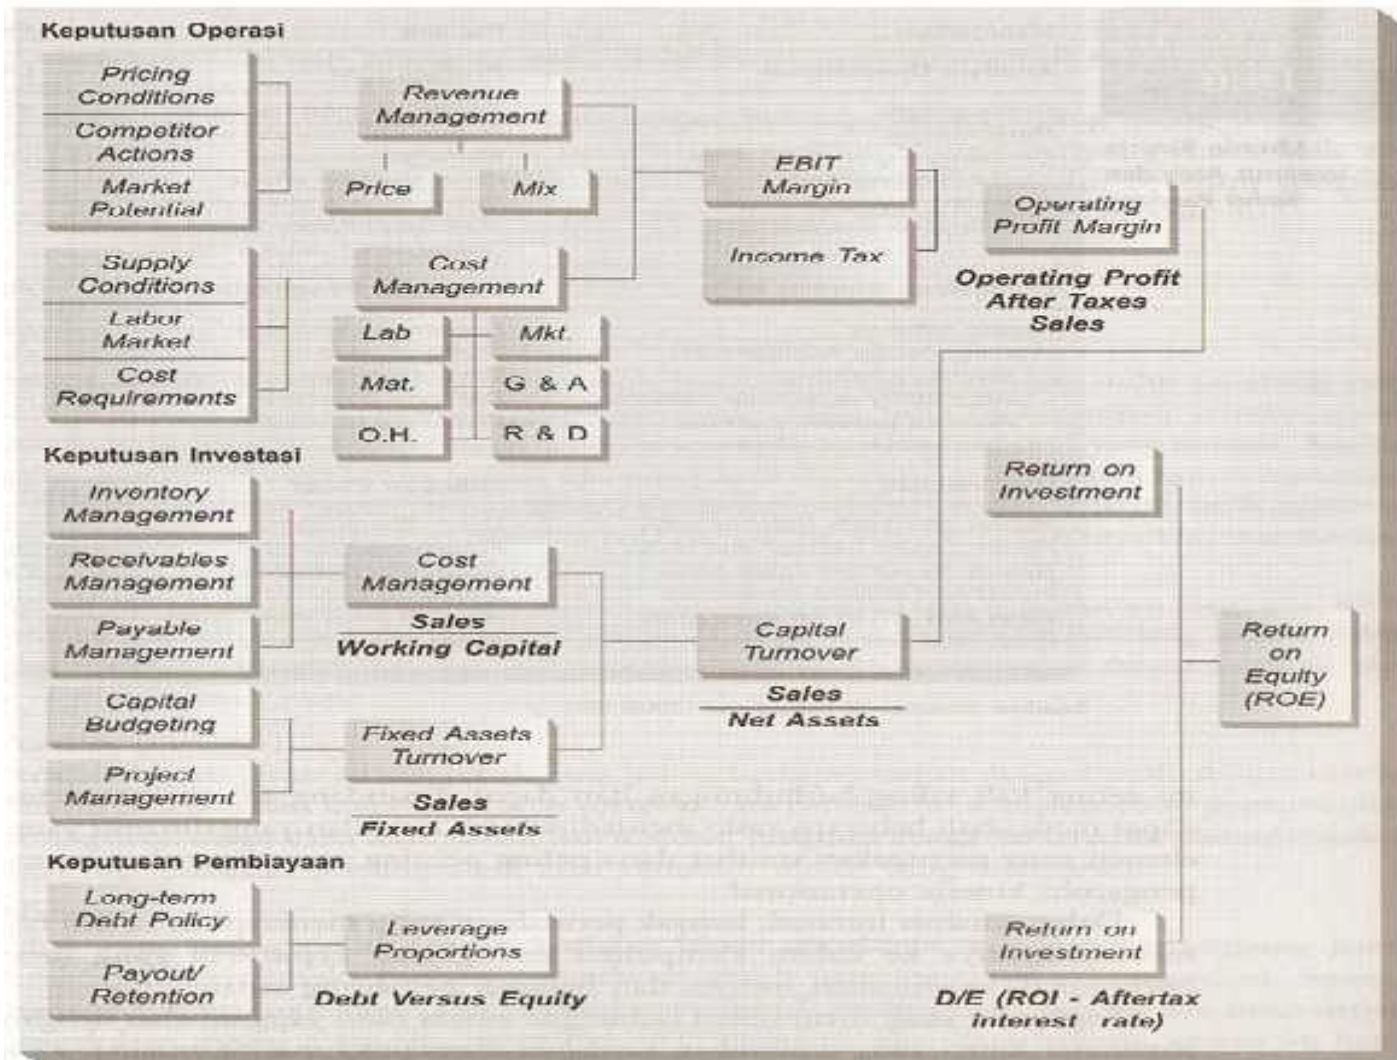 Keputusan Operasi
Pricing
Conditions
Competitor
Actions
Market
Potential
Revenue
Management
Price
Mix
Supply
Conditions
Labor
Market
Cost
Requirements
Cost
Management
Lab
Mkt.
Mat.
G & A
O.H.
R & D
EBIT
Margin
Income Tax
Operating
Profit Margin
Operating Profit
After Taxes
Sales
Keputusan Investasi
Inventory
Management
Receivables
Management
Payable
Management
Capital
Budgeting
Project
Management
Cost
Management
Sales
Working Capital
Fixed Assets
Turnover
Sales
Fixed Assets
Capital
Turnover
Sales
Net Assets
Return on
Investment
Return
on
Equity
(ROE)
Keputusan Pembiayaan
Long-term
Debt Policy
Payout/
Retention
Leverage
Proportions
Debt Versus Equity
Return on
Investment
D/E (ROI - Aftertax
interest rate)